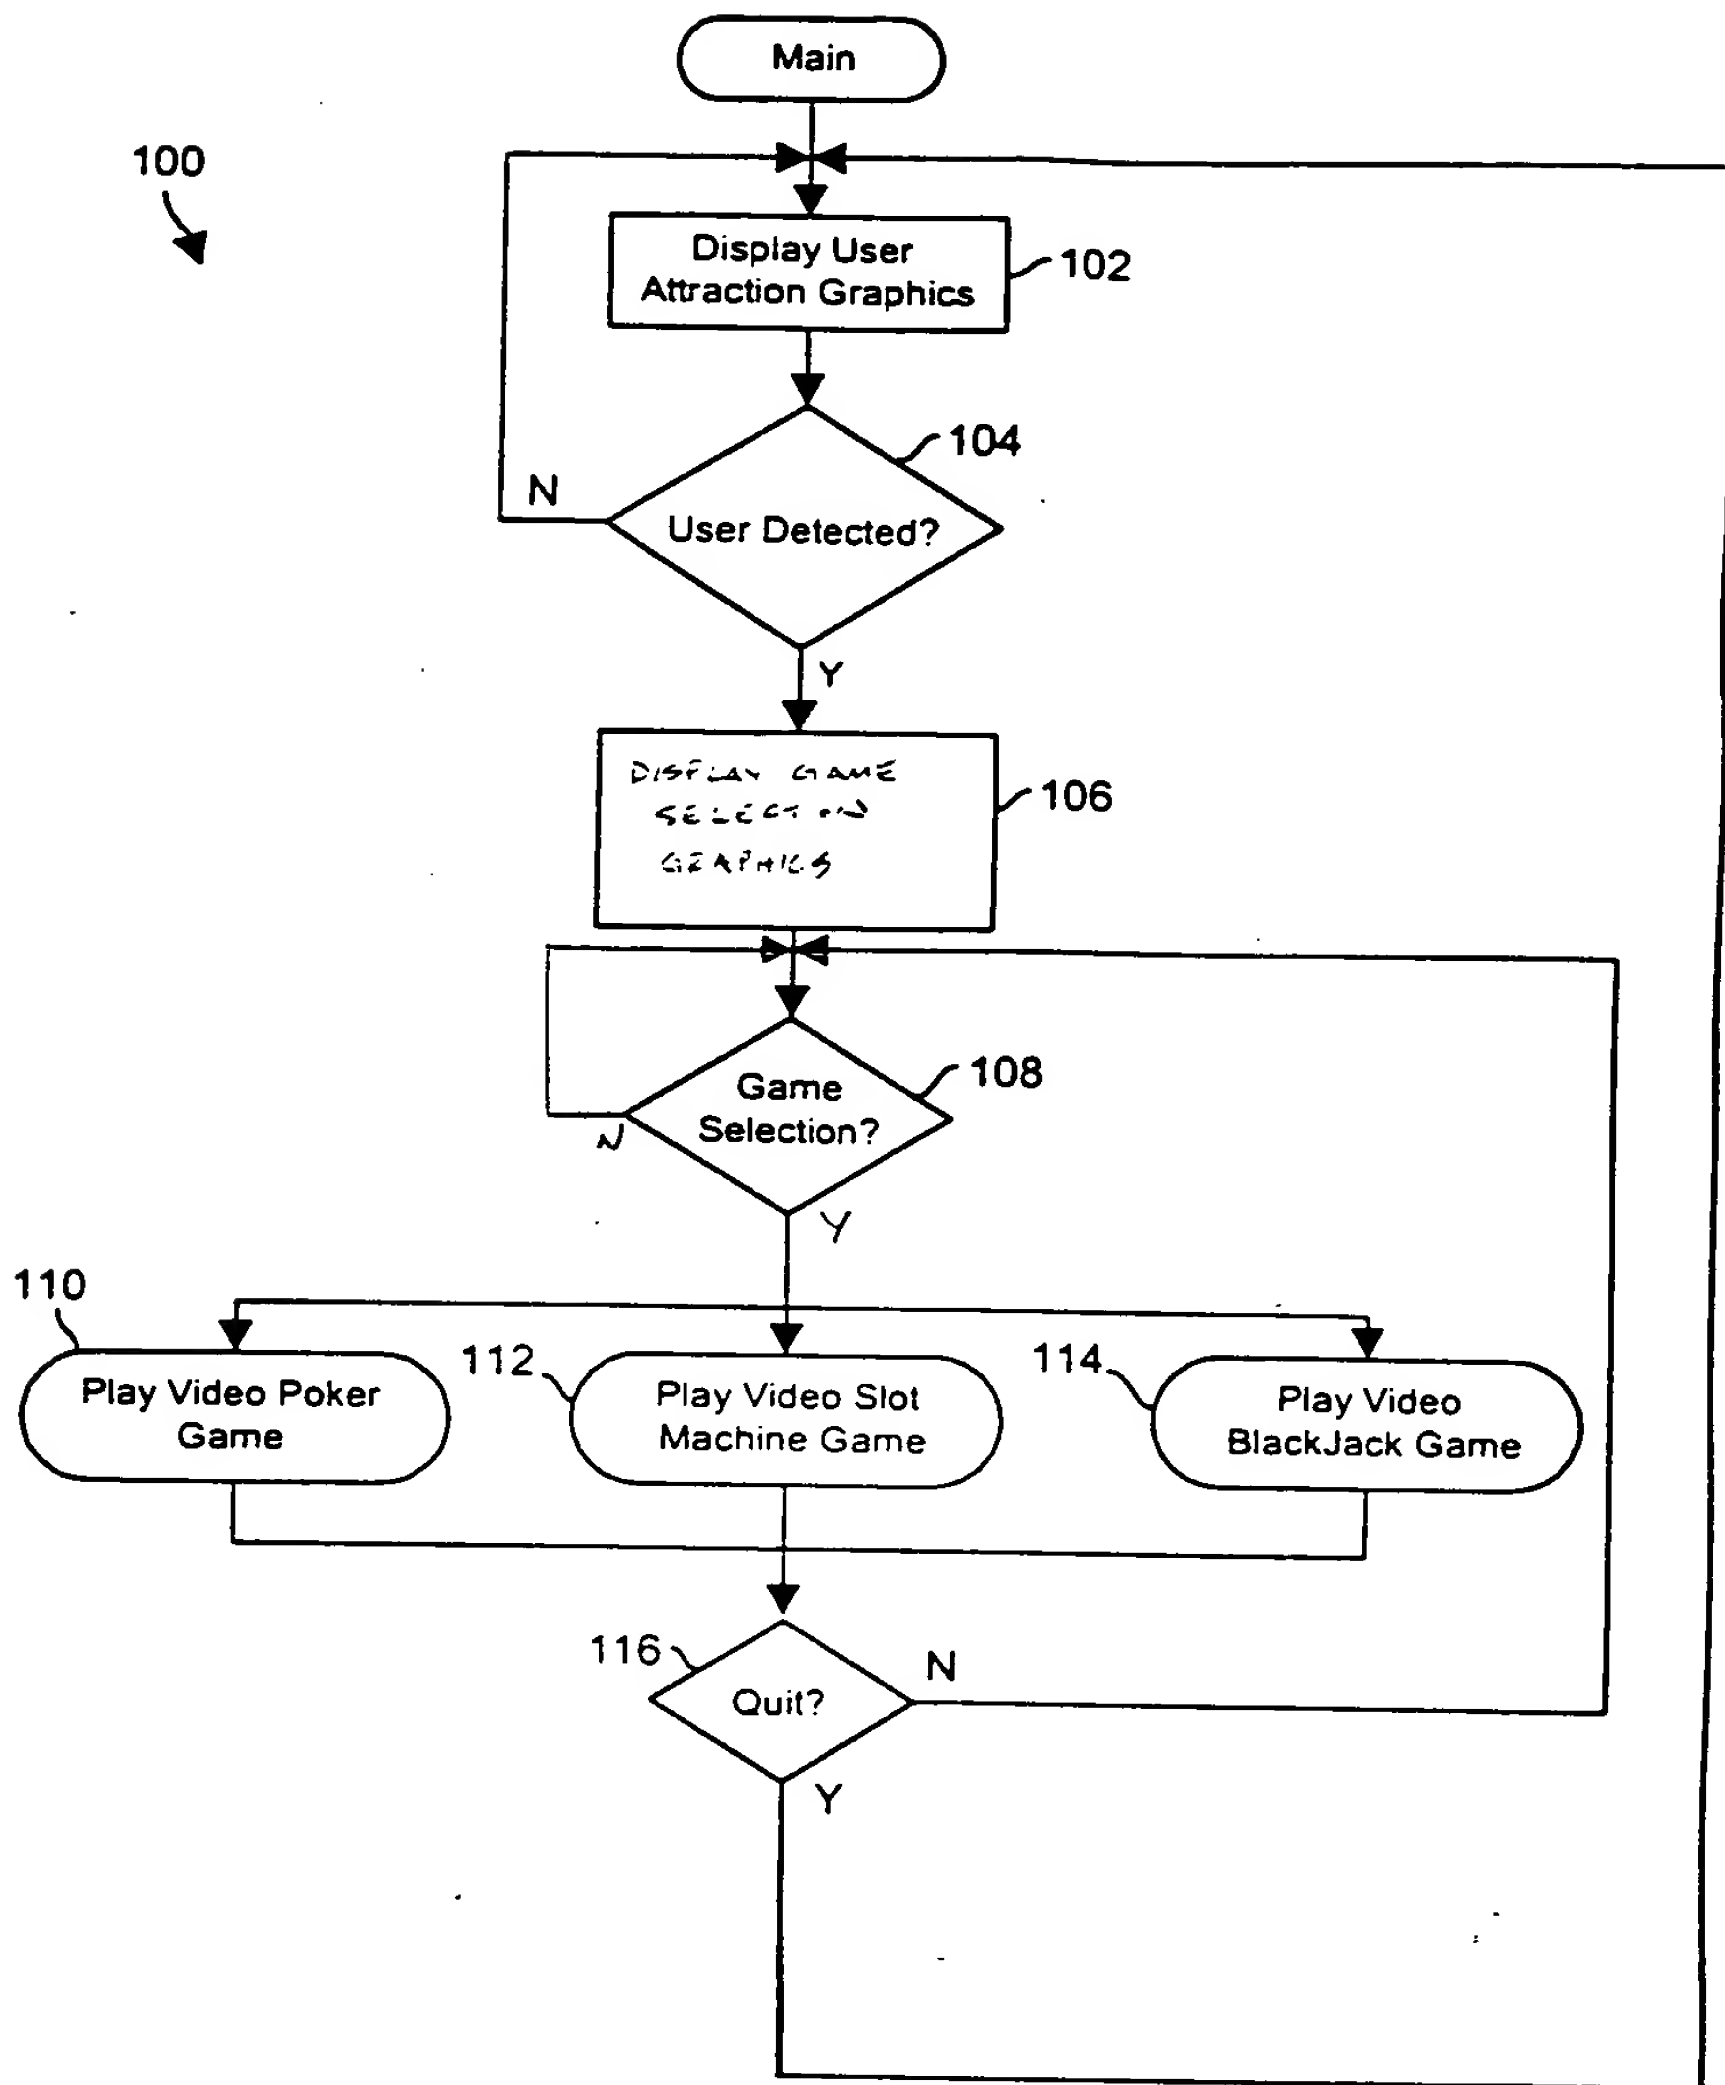 Main
100
Display User
Attraction Graphics
102
104
N
User Detected?
Y
DISPLAY GAME
SELECTION
GRAPHICS
106
108
Game
Selection?
N
Y
110
112
114
Play Video Poker
Game
Play Video Slot
Machine Game
Play Video
BlackJack Game
116
N
Quit?
Y